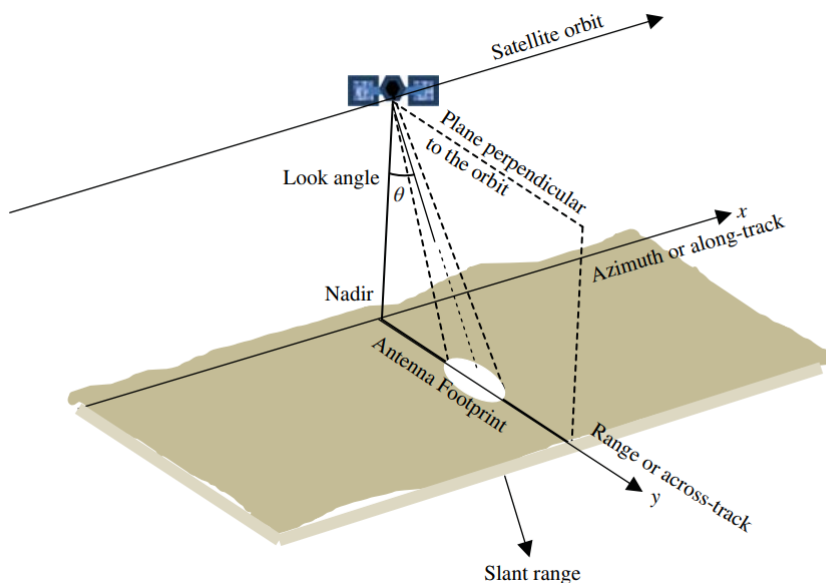 Satellite orbit
Plane perpendicular
to the orbit
Look angle
θ
x
Azimuth or along-track
Nadir
Antenna Footprint
Range or across-track
y
Slant range